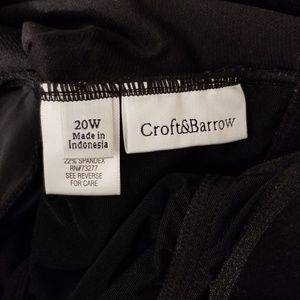 20W
Made in
Indonesia
22% SPANDEX
RN#73277
SEE REVERSE
FOR CARE
Croft&Barrow